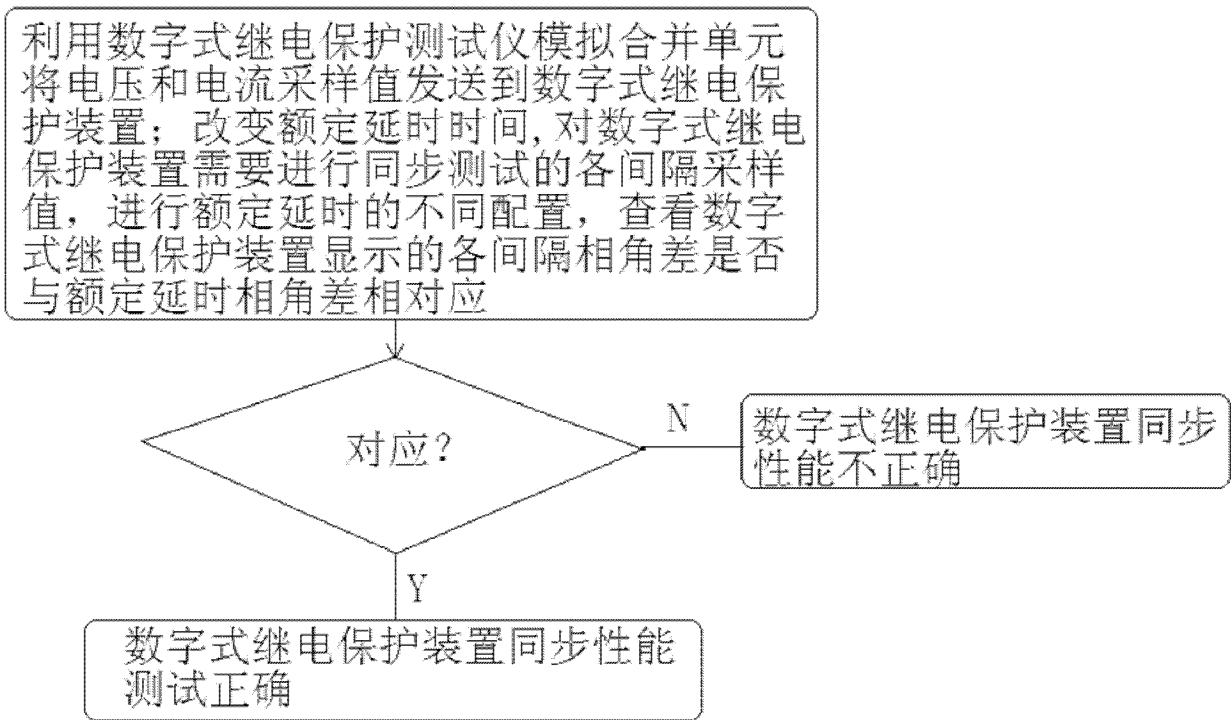 利用数字式继电保护测试仪模拟合并单元
将电压和电流采样值发送到数字式继电保
护装置；改变额定延时时间,对数字式继电
保护装置需要进行同步测试的各间隔采样
值，进行额定延时的不同配置，查看数字
式继电保护装置显示的各间隔相角差是否
与额定延时相角差相对应
对应？
N
数字式继电保护装置同步
性能不正确
Y
数字式继电保护装置同步性能
测试正确